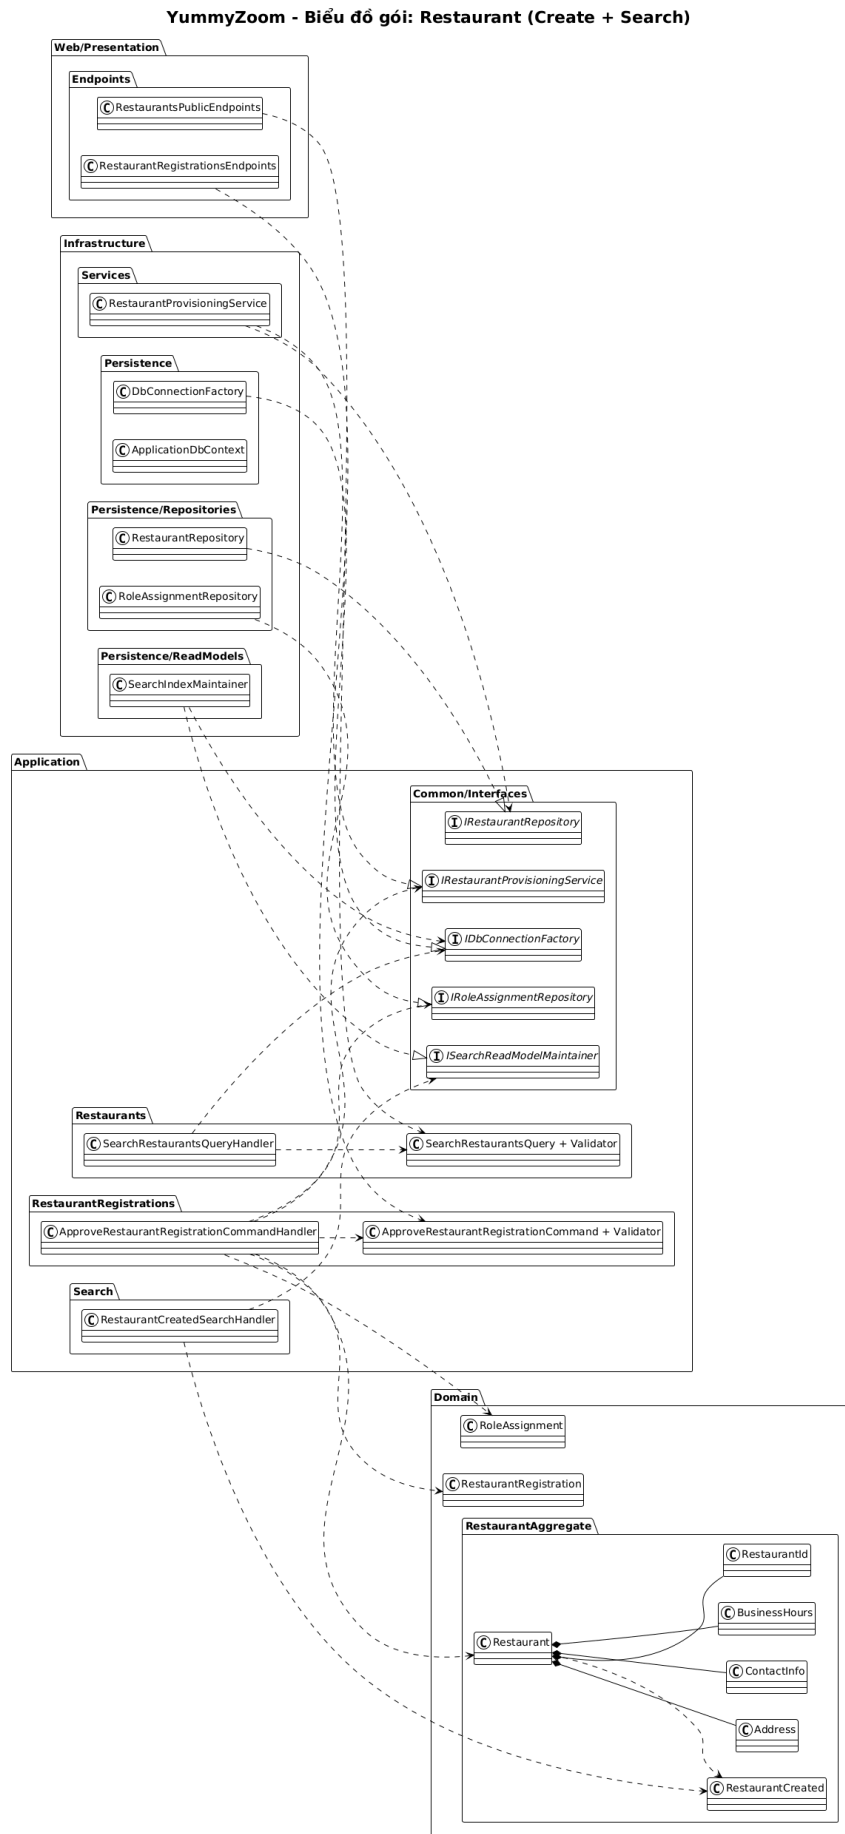 YummyZoom - Biểu đồ gói: Restaurant (Create + Search)
Web/Presentation
Endpoints
C RestaurantsPublicEndpoints
C RestaurantRegistrationsEndpoints
Infrastructure
Services
C RestaurantProvisioningService
Persistence
C DbConnectionFactory
C ApplicationDbContext
Persistence/Repositories
C RestaurantRepository
C RoleAssignmentRepository
Persistence/ReadModels
C SearchIndexMaintainer
Application
Common/Interfaces
I IRestaurantRepository
I IRestaurantProvisioningService
I IDbConnectionFactory
I IRoleAssignmentRepository
I ISearchReadModelMaintainer
Restaurants
C SearchRestaurantsQueryHandler
C SearchRestaurantsQuery + Validator
RestaurantRegistrations
C ApproveRestaurantRegistrationCommandHandler
C ApproveRestaurantRegistrationCommand + Validator
Search
C RestaurantCreatedSearchHandler
Domain
C RoleAssignment
C RestaurantRegistration
RestaurantAggregate
C RestaurantId
C BusinessHours
C Restaurant
C ContactInfo
C Address
C RestaurantCreated